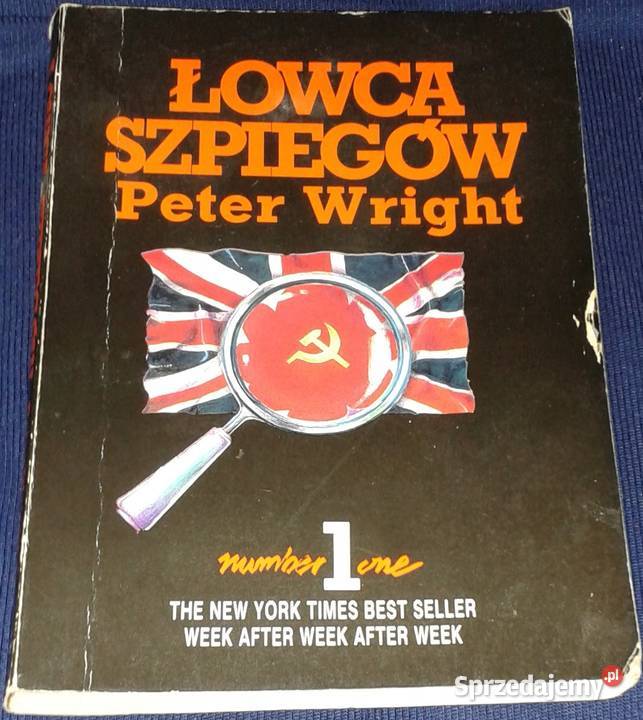 ŁOWCA
SZPIEGÓW
Peter Wright
number 1 one
THE NEW YORK TIMES BEST SELLER
WEEK AFTER WEEK AFTER WEEK
Sprzedajemy.pl